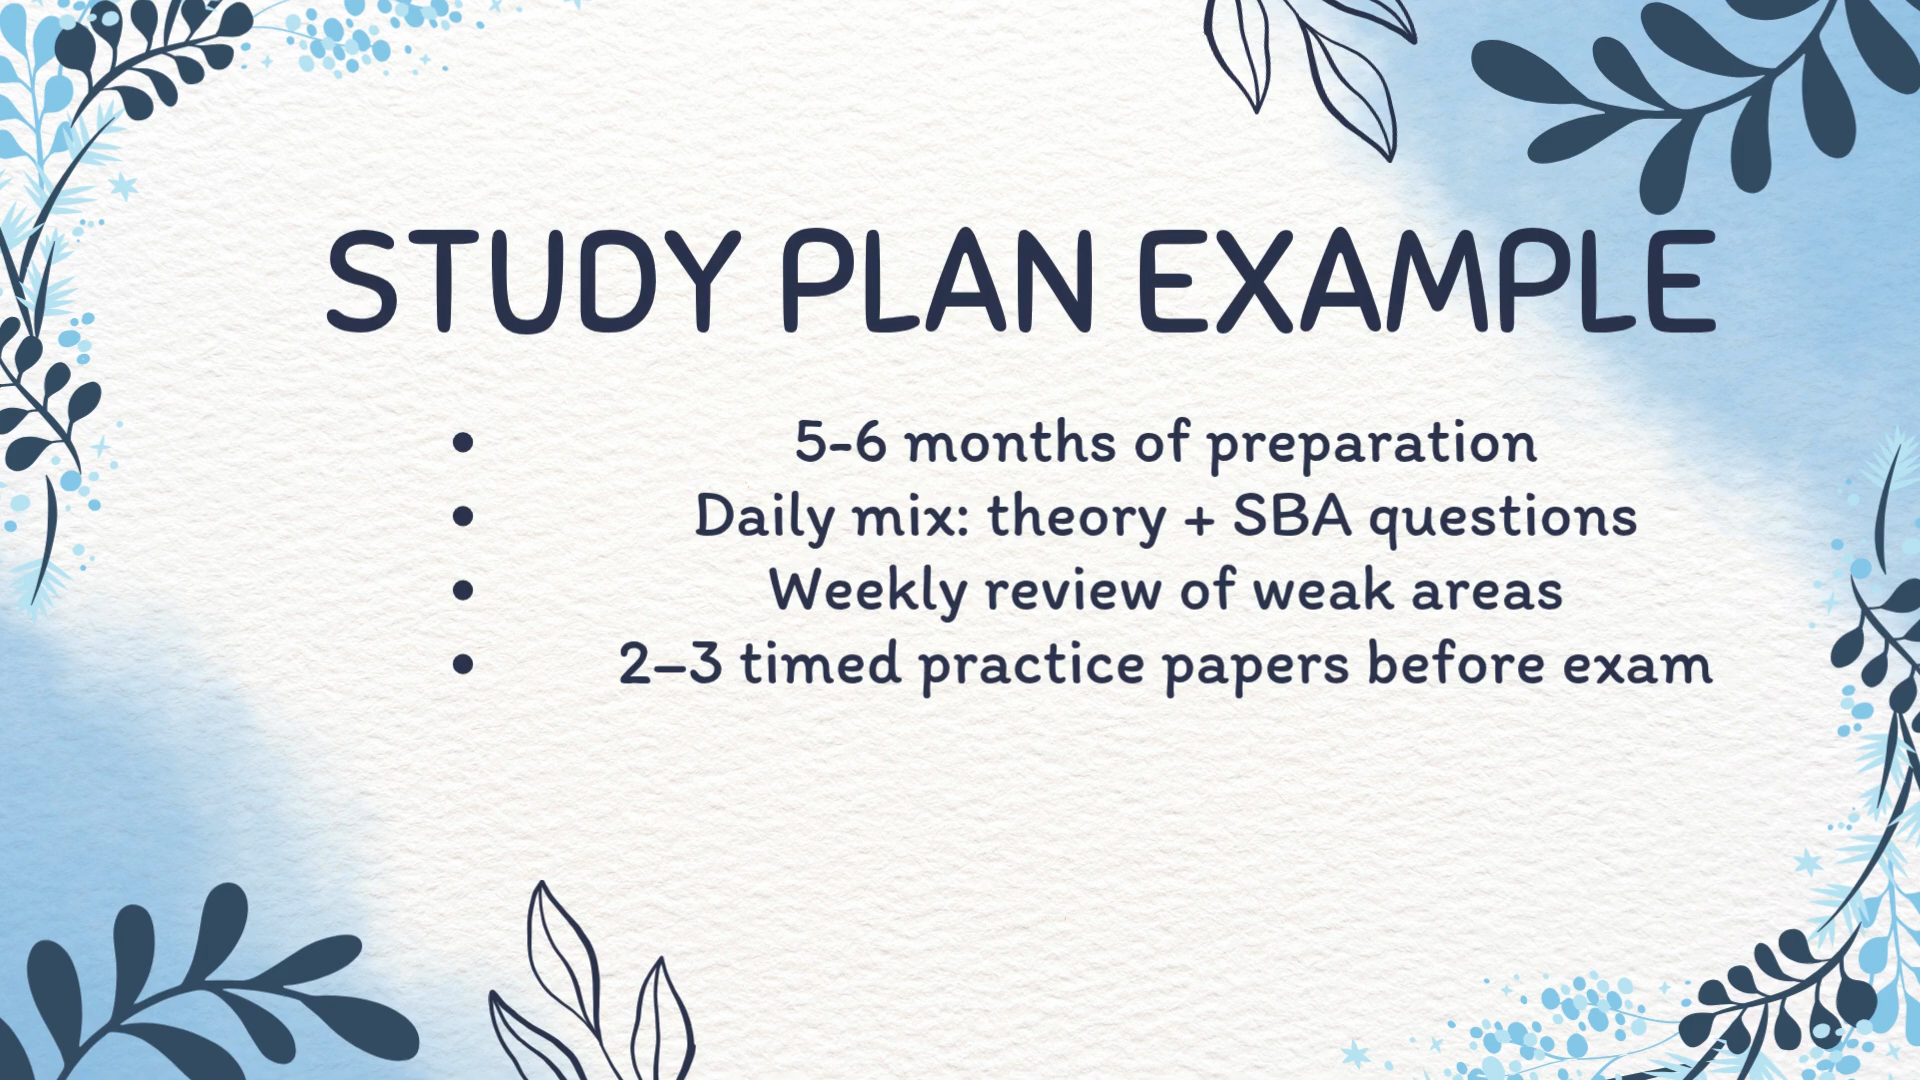 STUDY PLAN EXAMPLE
• 5-6 months of preparation
• Daily mix: theory + SBA questions
• Weekly review of weak areas
• 2–3 timed practice papers before exam